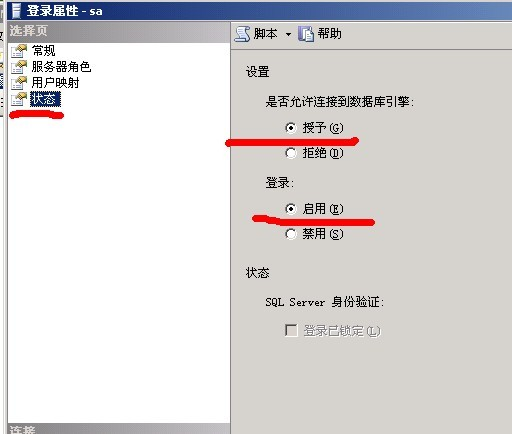 登录属性 - sa
选择页
常规
服务器角色
用户映射
状态
脚本 帮助
设置
是否允许连接到数据库引擎:
授予(G)
拒绝(D)
登录:
启用(E)
禁用(S)
状态
SQL Server 身份验证:
登录已锁定(L)
连接